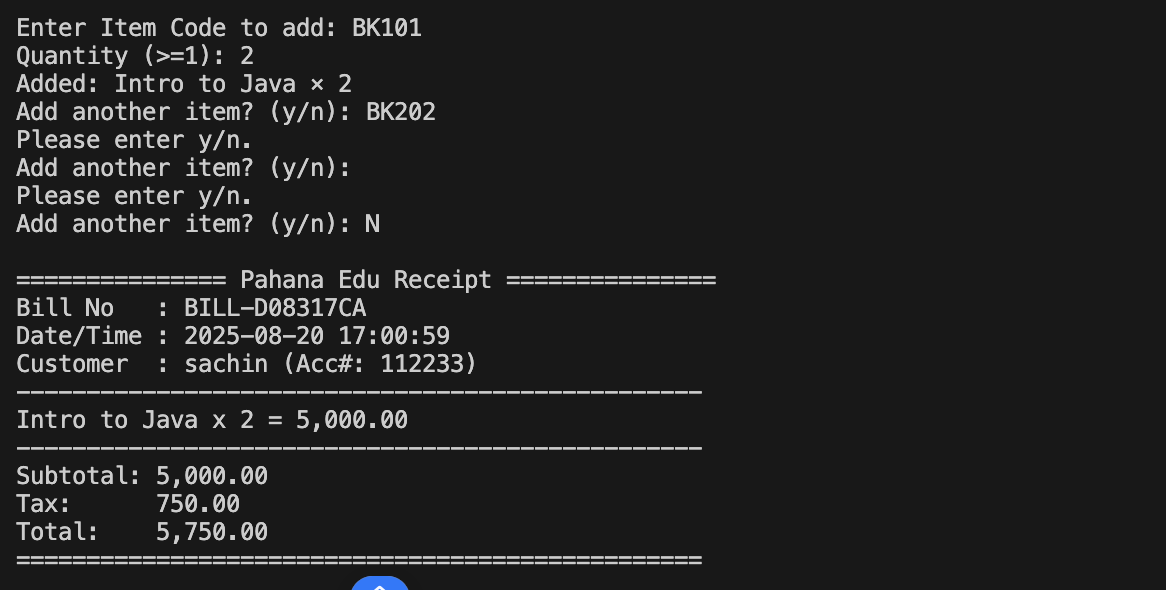 Enter Item Code to add: BK101
Quantity (>=1): 2
Added: Intro to Java × 2
Add another item? (y/n): BK202
Please enter y/n.
Add another item? (y/n):
Please enter y/n.
Add another item? (y/n): N
=============== Pahana Edu Receipt ===============
Bill No   : BILL-D08317CA
Date/Time : 2025-08-20 17:00:59
Customer  : sachin (Acc#: 112233)
-------------------------------------------------
Intro to Java x 2 = 5,000.00
-------------------------------------------------
Subtotal: 5,000.00
Tax:      750.00
Total:    5,750.00
=================================================